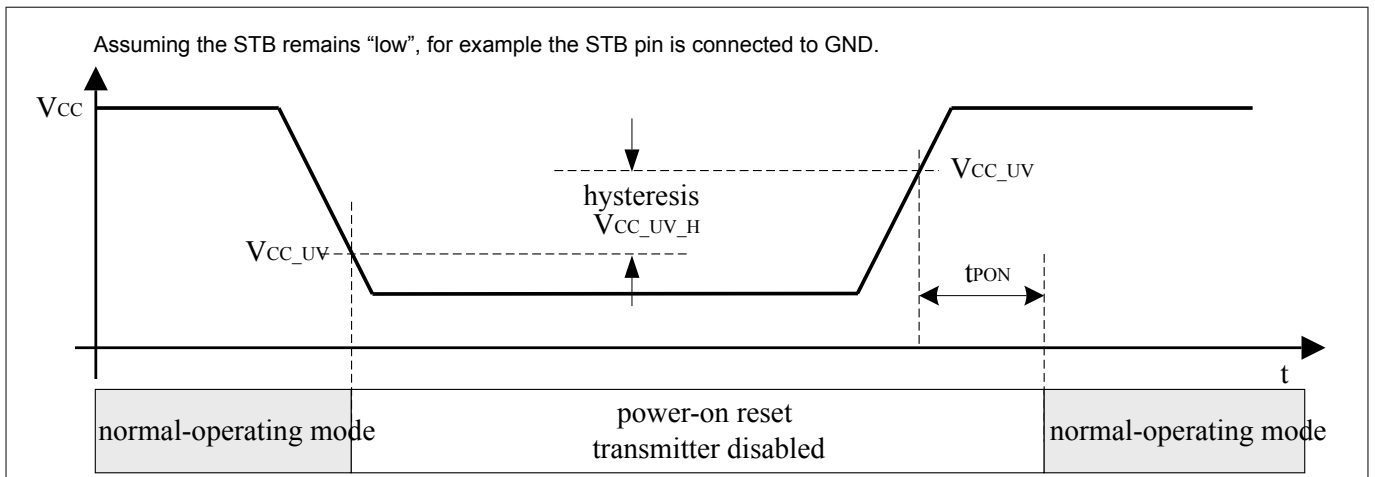 Assuming the STB remains “low”, for example the STB pin is connected to GND.
VCC
VCC_UV
hysteresis
VCC_UV_H
VCC_UV
tPON
t
normal-operating mode
power-on reset
transmitter disabled
normal-operating mode